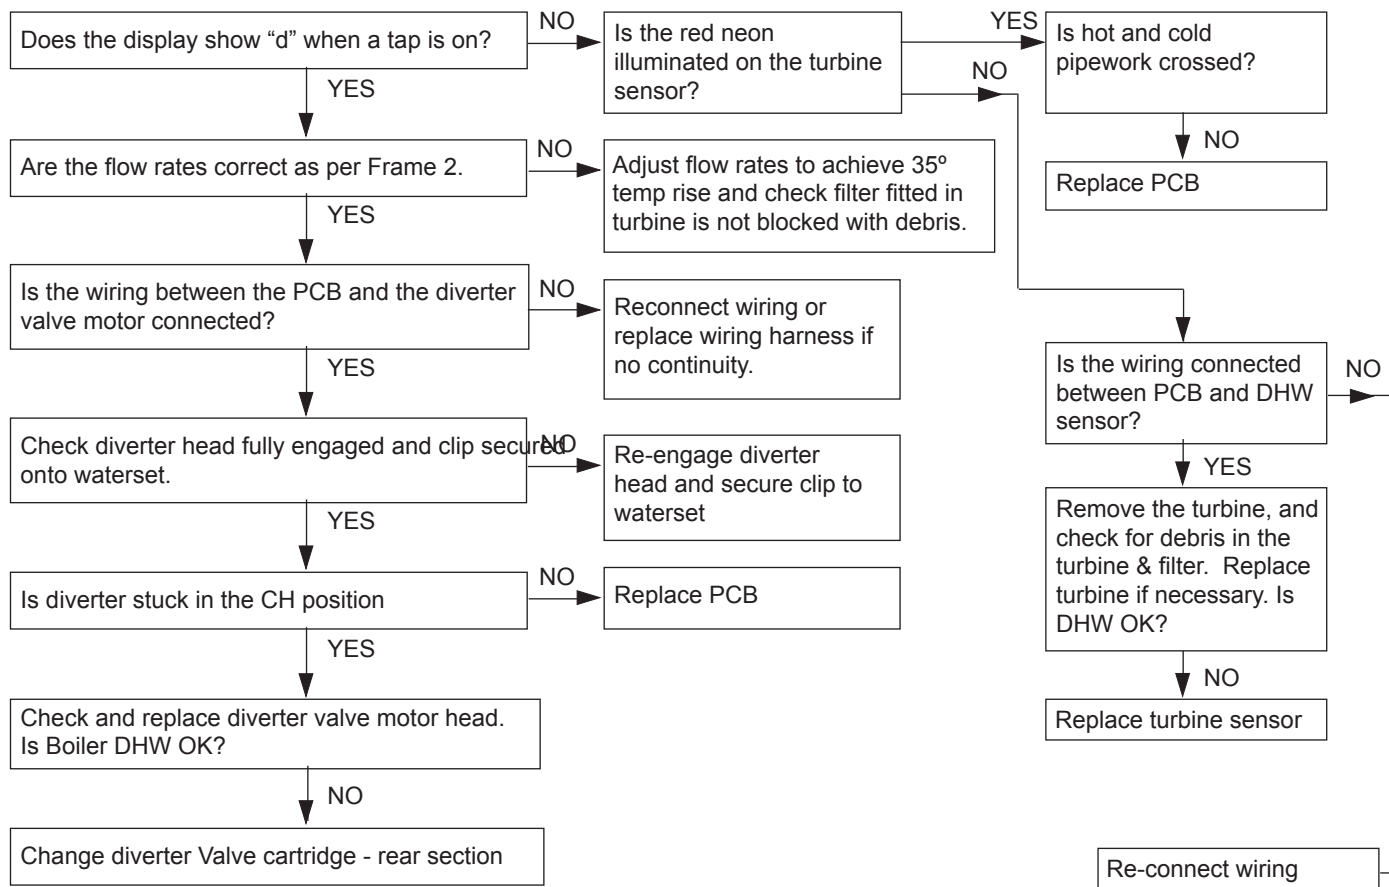 Does the display show “d” when a tap is on?
NO
Is the red neon
illuminated on the turbine
sensor?
YES
NO
Is hot and cold
pipework crossed?
YES
NO
Are the flow rates correct as per Frame 2.
NO
Adjust flow rates to achieve 35º
temp rise and check filter fitted in
turbine is not blocked with debris.
Replace PCB
YES
Is the wiring between the PCB and the diverter
valve motor connected?
NO
Reconnect wiring or
replace wiring harness if
no continuity.
YES
Is the wiring connected
between PCB and DHW
sensor?
NO
Check diverter head fully engaged and clip secured
onto waterset.
NO
Re-engage diverter
head and secure clip to
waterset
YES
YES
Remove the turbine, and
check for debris in the
turbine & filter.  Replace
turbine if necessary. Is
DHW OK?
Is diverter stuck in the CH position
NO
Replace PCB
YES
NO
Replace turbine sensor
Check and replace diverter valve motor head.
Is Boiler DHW OK?
NO
Change diverter Valve cartridge - rear section
Re-connect wiring